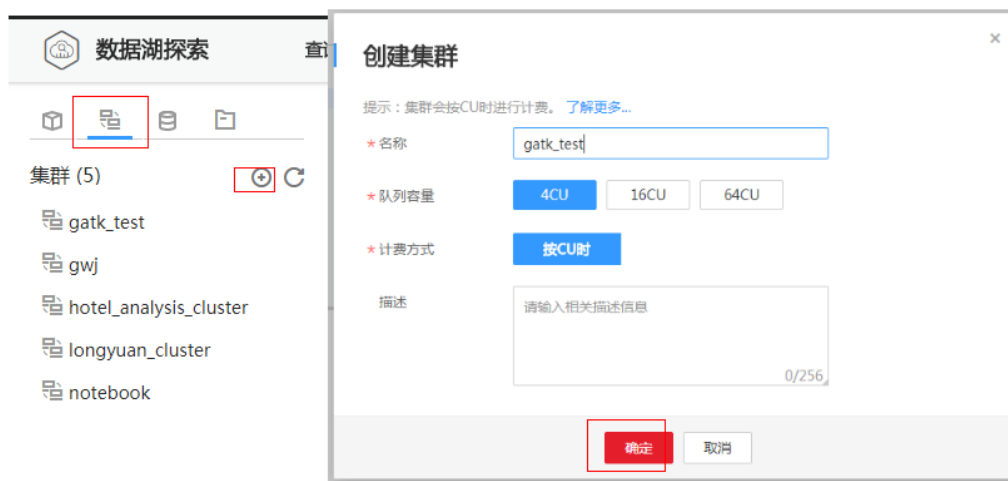 数据湖探索
集群 (5)
gatk_test
gwj
hotel_analysis_cluster
longyuan_cluster
notebook
创建集群
×
提示：集群会按CU时进行计费。 了解更多...
* 名称 gatk_test
* 队列容量 4CU 16CU 64CU
* 计费方式 按CU时
描述 请输入相关描述信息
0/256
确定 取消